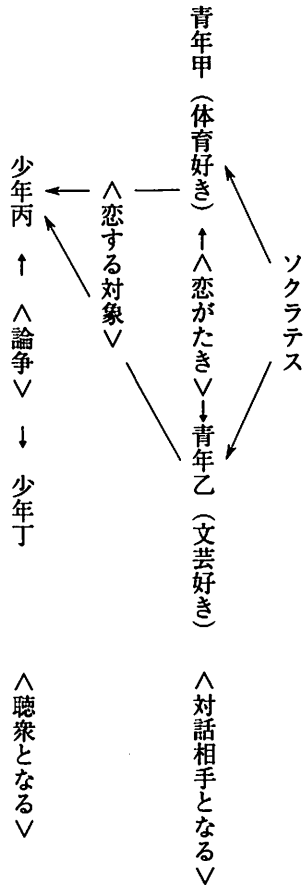 ソクラテス
青年甲（体育好き）↔＜恋がたき＞↔青年乙（文芸好き）　＜対話相手となる＞
＜恋する対象＞
少年丙　↑　＜論争＞　↓　少年丁　＜聴衆となる＞